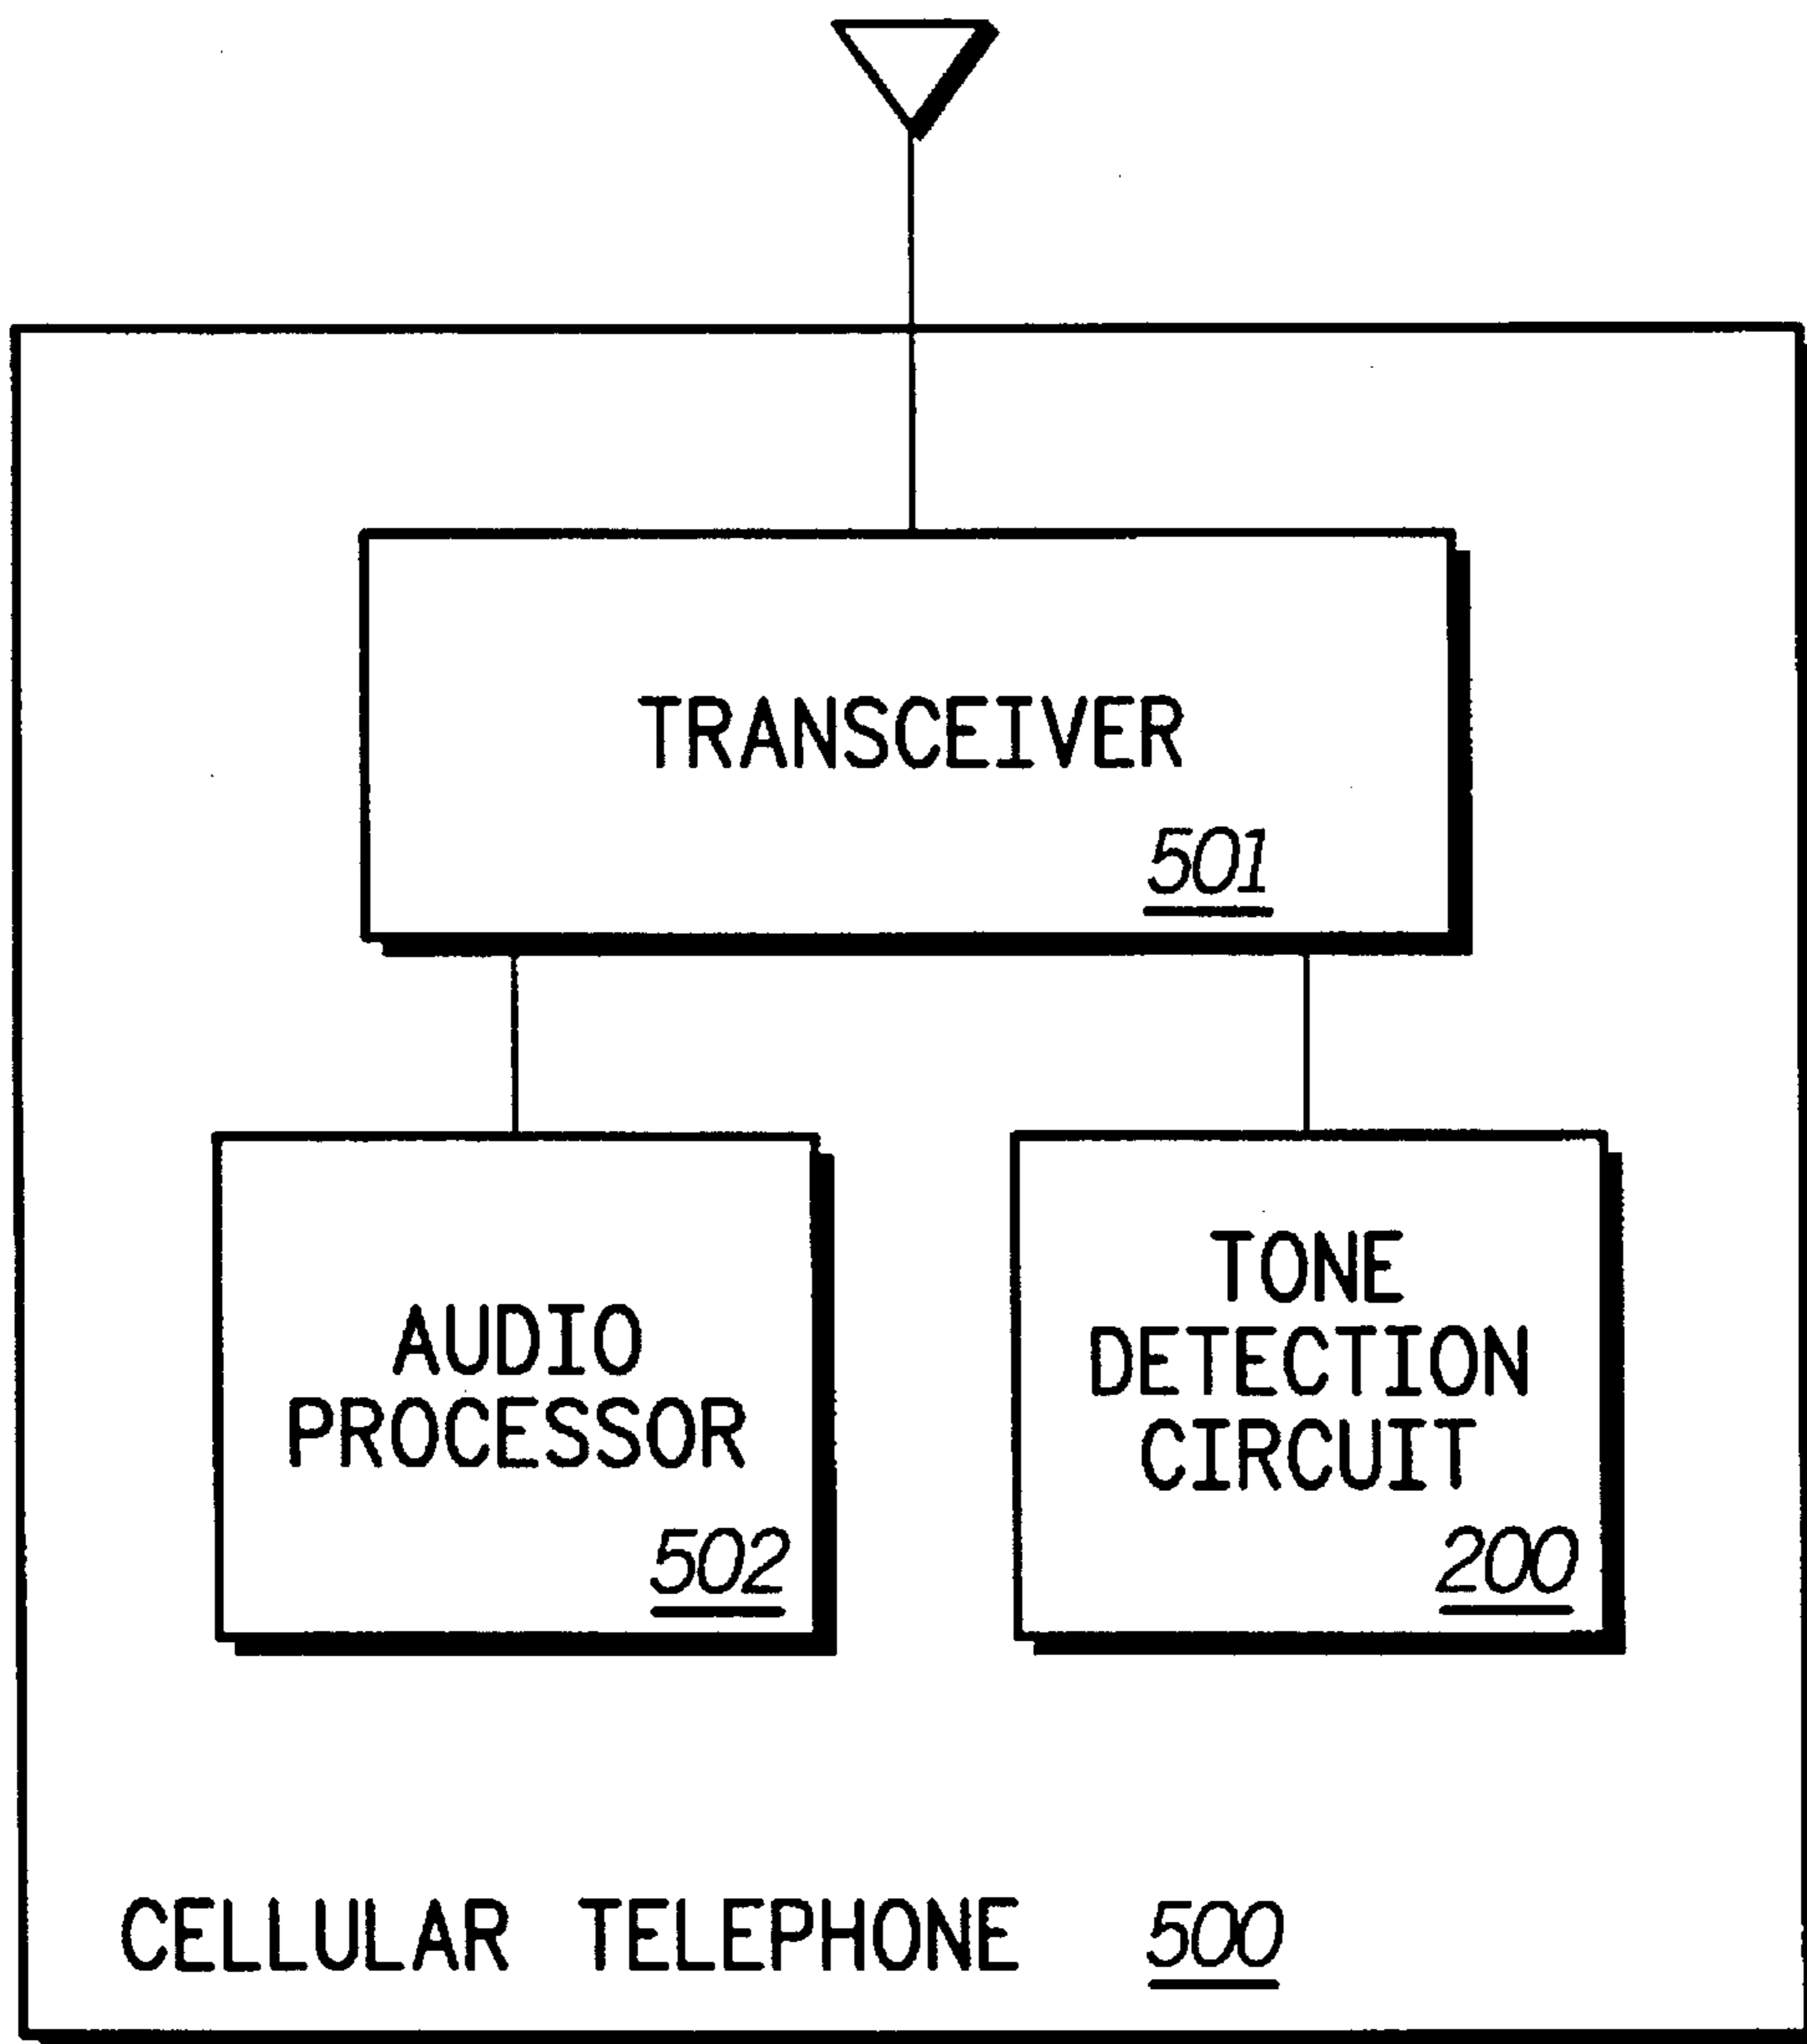 TRANSCEIVER
501
AUDIO
PROCESSOR
502
TONE
DETECTION
CIRCUIT
200
CELLULAR TELEPHONE 500